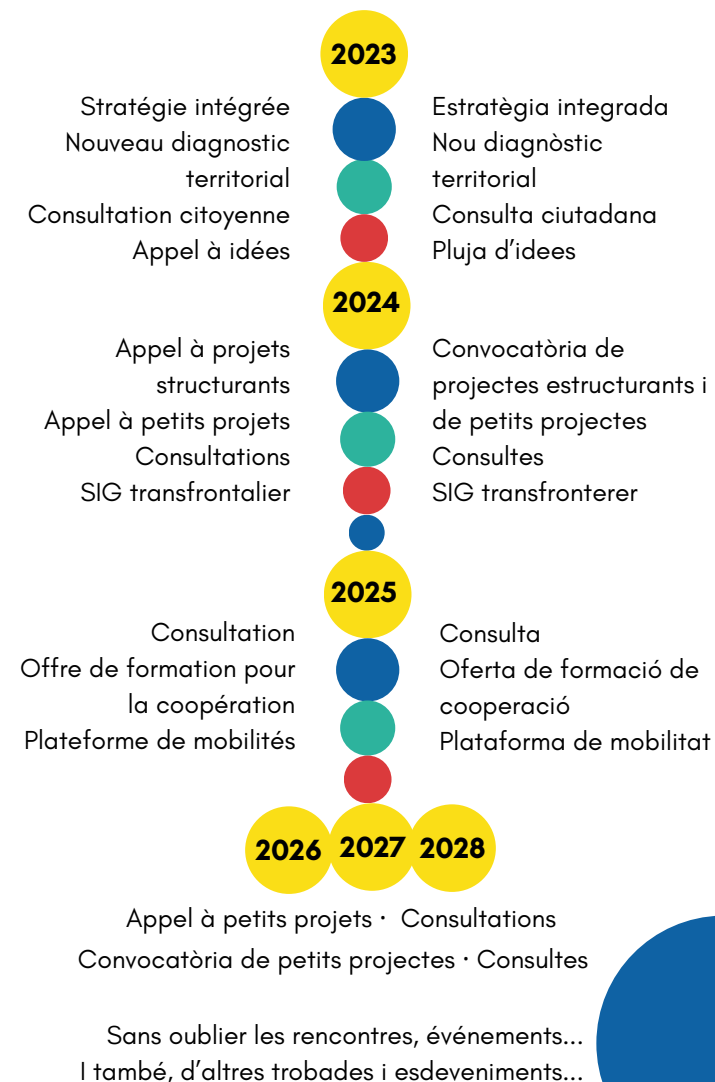 2023
Stratégie intégrée
Nouveau diagnostic
territorial
Consultation citoyenne
Appel à idées
Estratègia integrada
Nou diagnòstic
territorial
Consulta ciutadana
Pluja d'idees
2024
Appel à projets
structurants
Appel à petits projets
Consultations
SIG transfrontalier
Convocatòria de
projectes estructurants i
de petits projectes
Consultes
SIG transfronterer
2025
Consultation
Offre de formation pour
la coopération
Plateforme de mobilités
Consulta
Oferta de formació de
cooperació
Plataforma de mobilitat
2026 2027 2028
Appel à petits projets · Consultations
Convocatòria de petits projectes · Consultes
Sans oublier les rencontres, événements...
I també, d'altres trobades i esdeveniments...